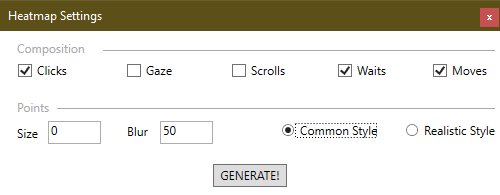 Heatmap Settings x
Composition
Clicks Gaze Scrolls Waits Moves
Points
Size 0 Blur 50 Common Style Realistic Style
GENERATE!